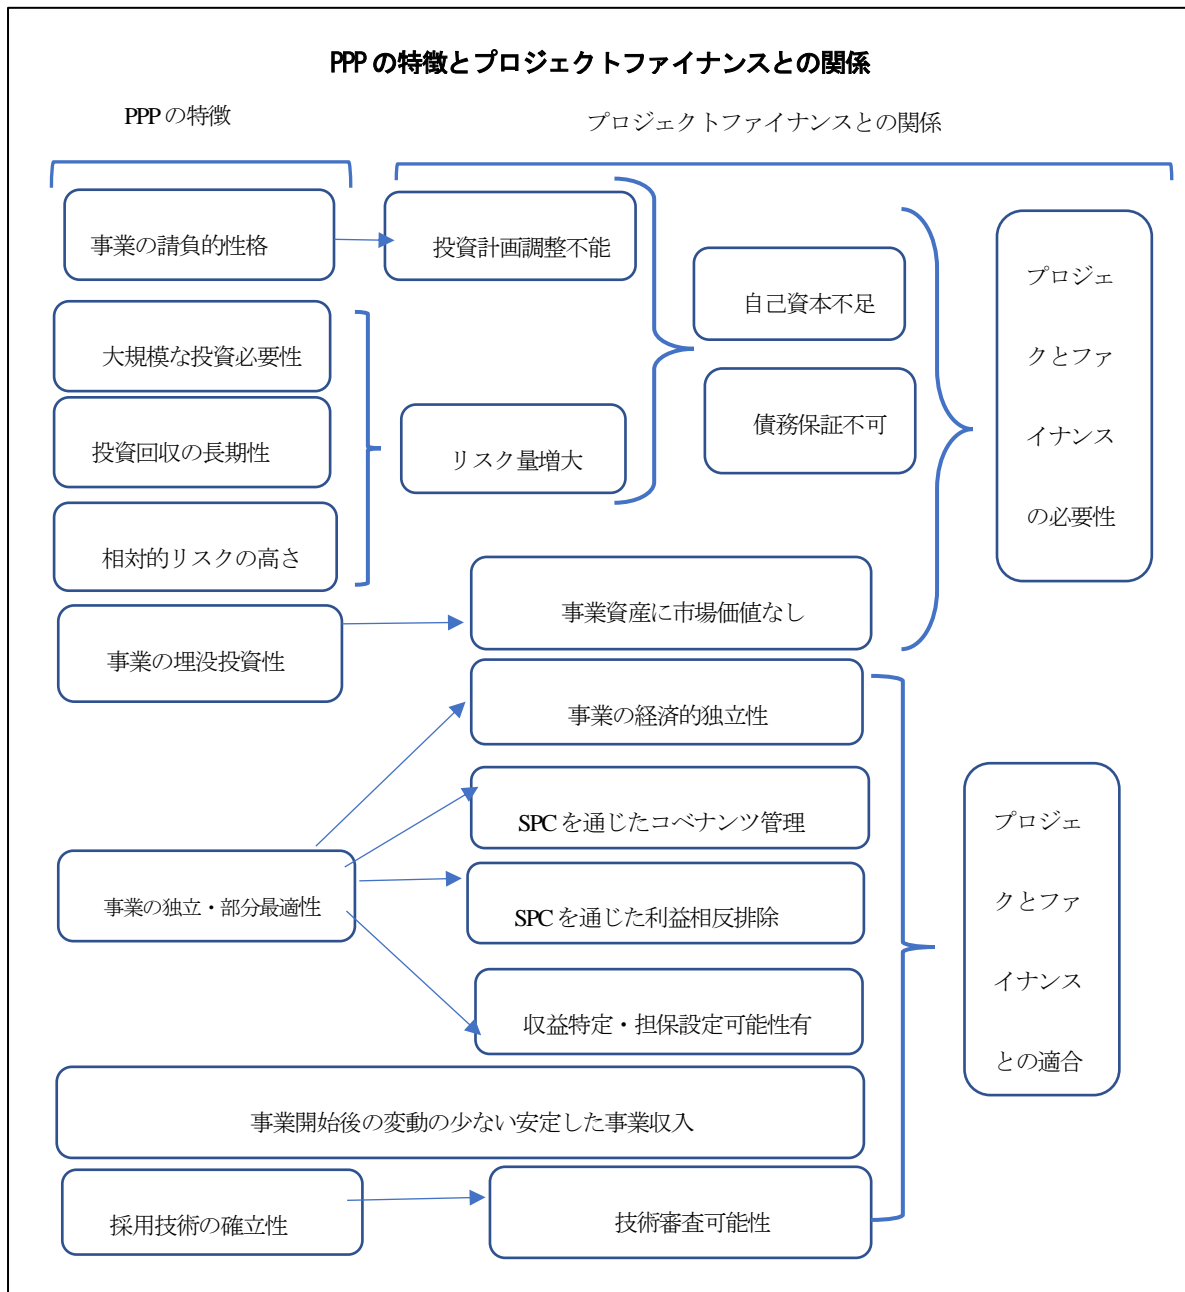 PPPの特徴とプロジェクトファイナンスとの関係
PPPの特徴
プロジェクトファイナンスとの関係
事業の請負的性格
投資計画調整不能
大規模な投資必要性
投資回収の長期性
相対的リスクの高さ
リスク量増大
自己資本不足
債務保証不可
プロジェ
クとファ
イナンス
の必要性
事業の埋没投資性
事業資産に市場価値なし
事業の独立・部分最適性
事業の経済的独立性
SPCを通じたコベナンツ管理
SPCを通じた利益相反排除
収益特定・担保設定可能性有
事業開始後の変動の少ない安定した事業収入
採用技術の確立性
技術審査可能性
プロジェ
クとファ
イナンス
との適合